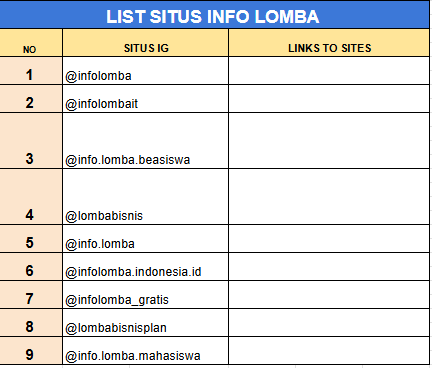 LIST SITUS INFO LOMBA
NO SITUS IG LINKS TO SITES
1 @infolomba
2 @infolombait
3 @info.lomba.beasiswa
4 @lombabisnis
5 @info.lomba
6 @infolomba.indonesia.id
7 @infolomba_gratis
8 @lombabisnisplan
9 @info.lomba.mahasiswa